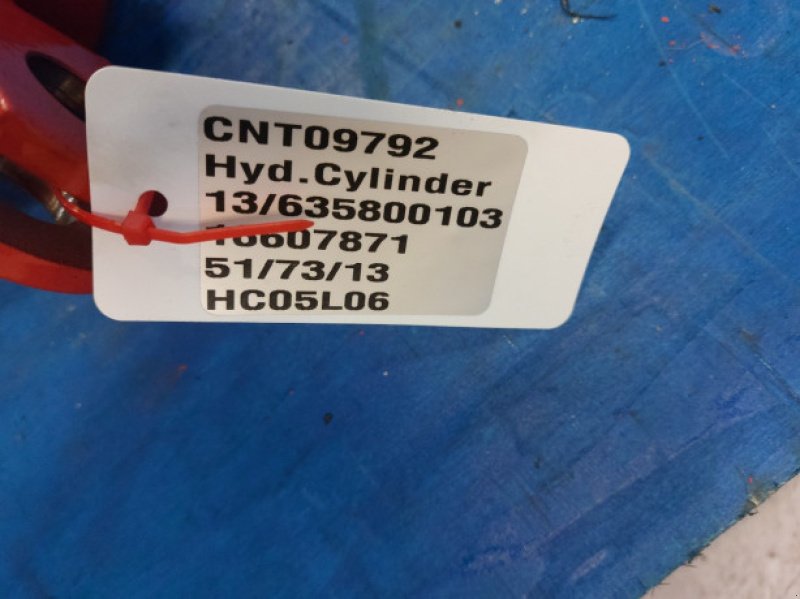 CNT09792
Hyd.Cylinder
13/635800103
16607871
51/73/13
HC05L06